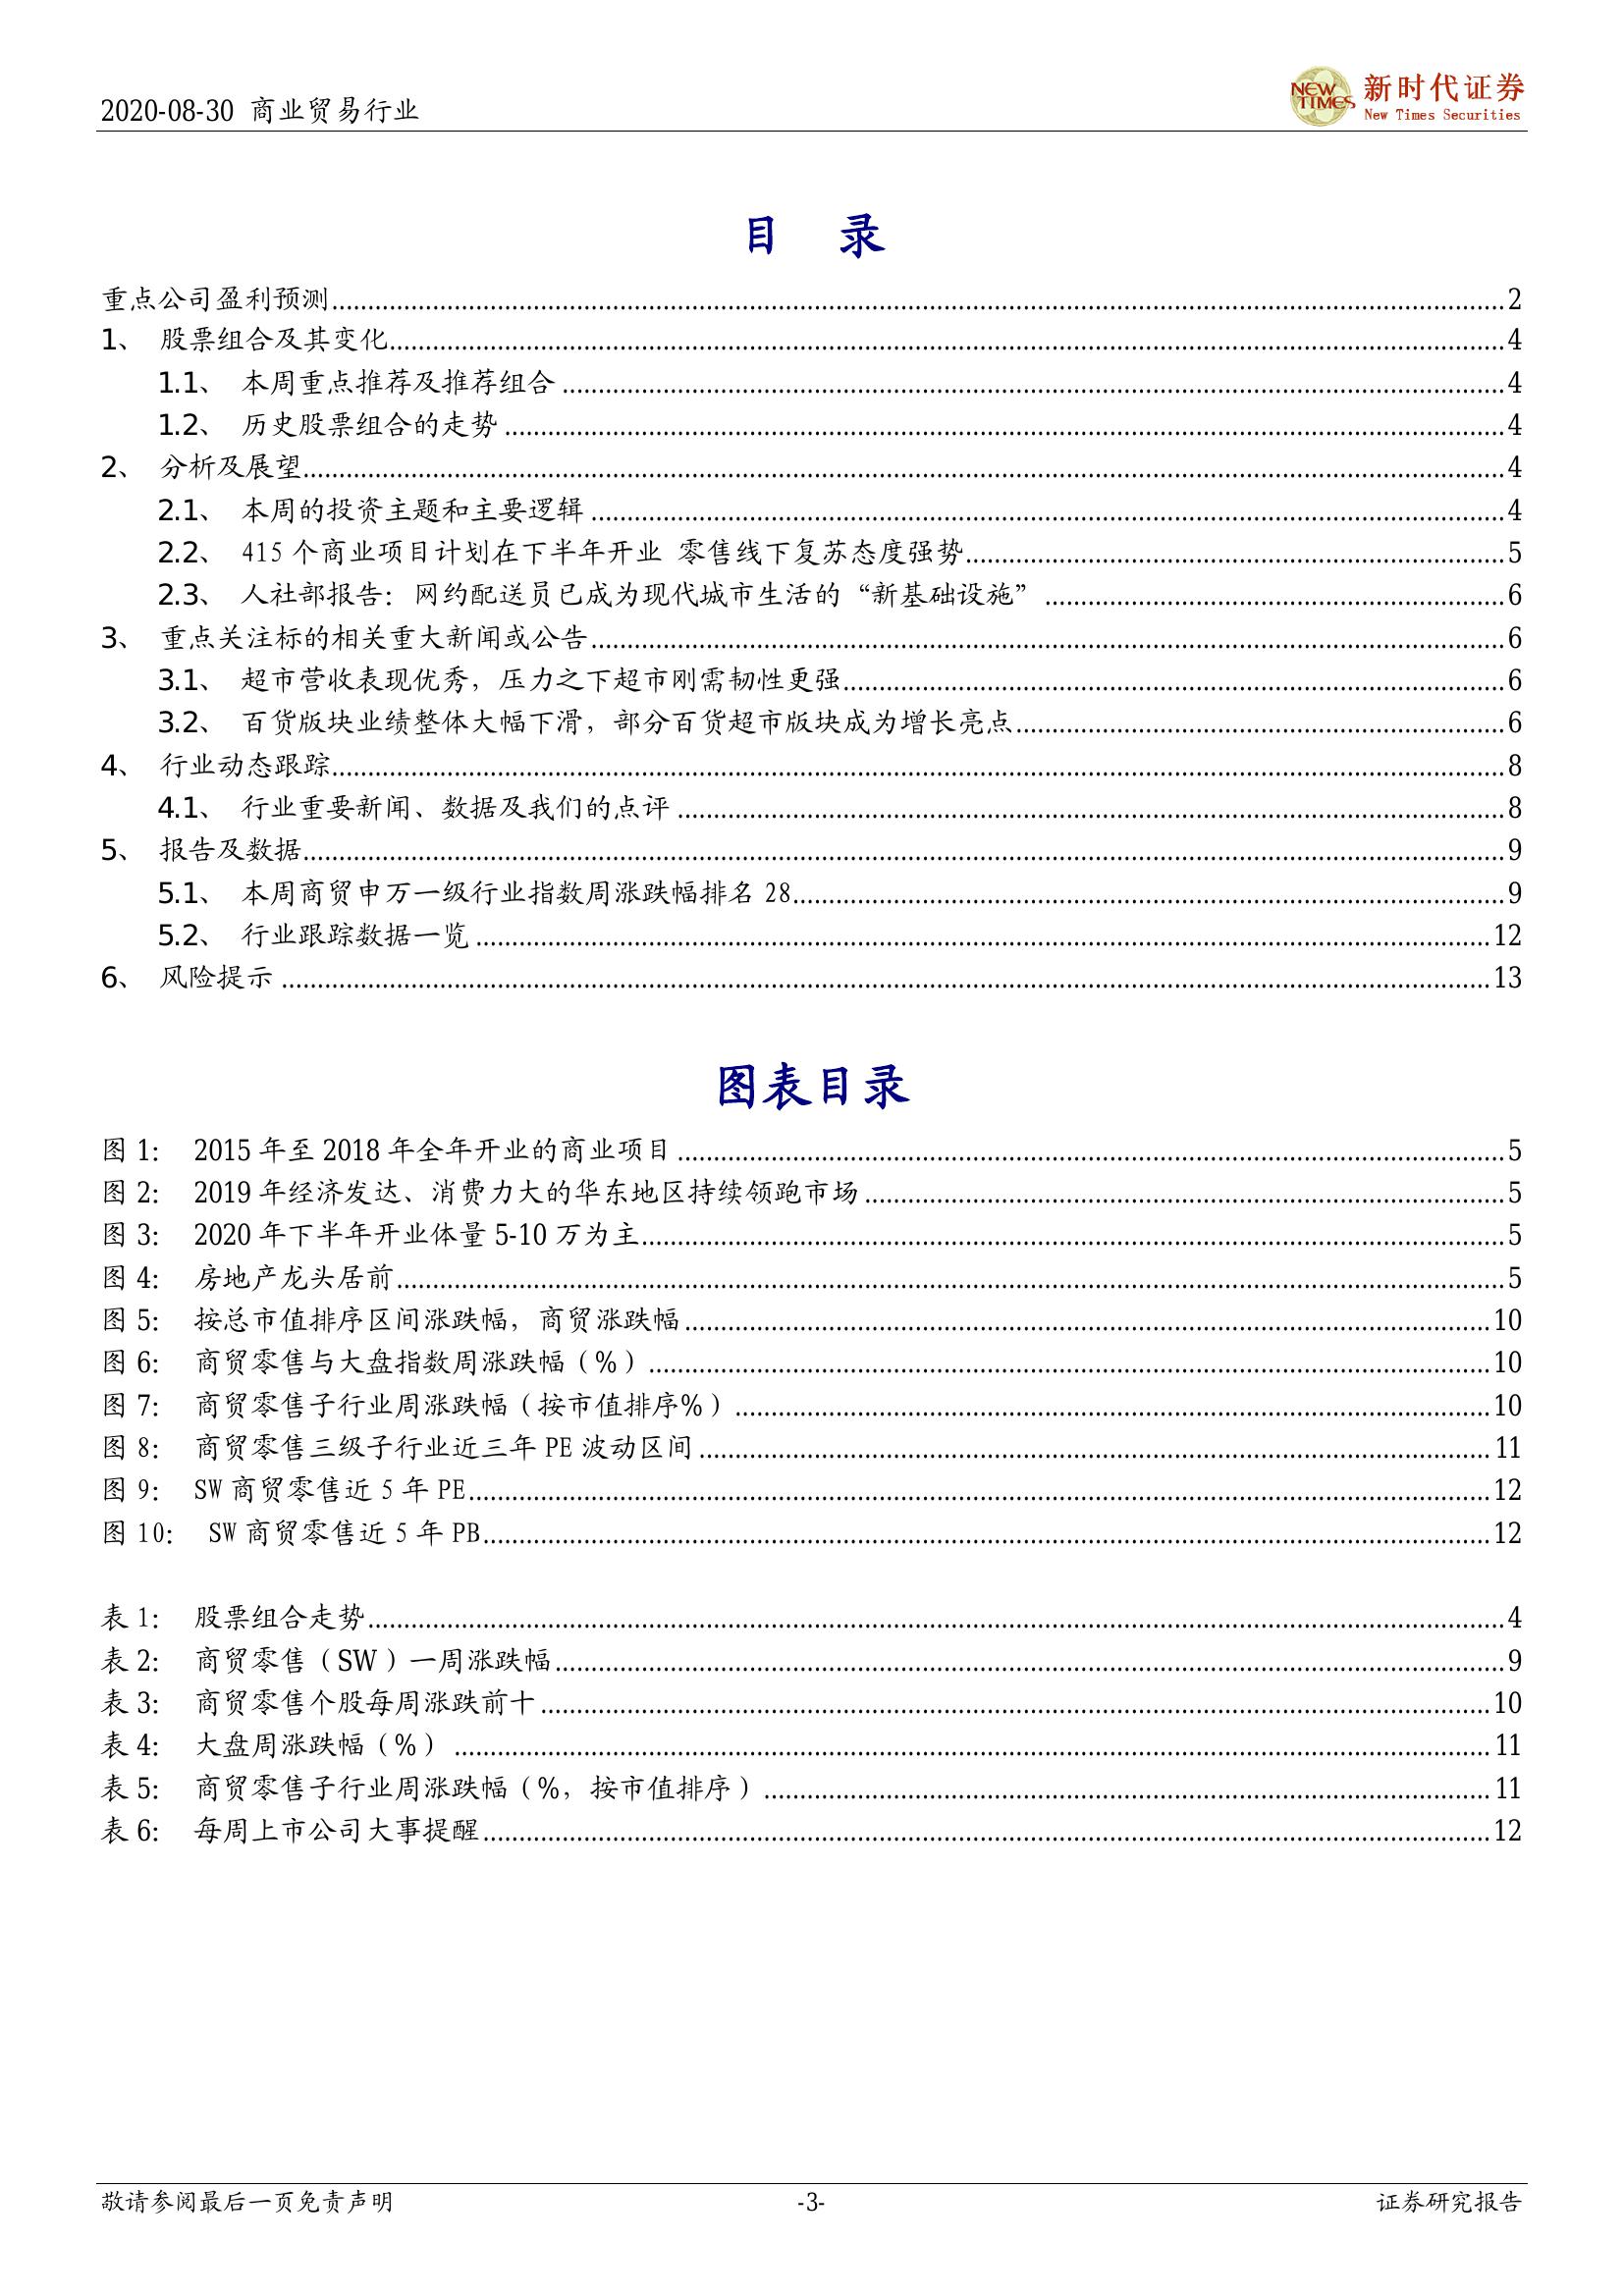 2020-08-30 商业贸易行业
NEW TIMES 新时代证券
New Times Securities
目 录
重点公司盈利预测 2
1、 股票组合及其变化 4
1.1、 本周重点推荐及推荐组合 4
1.2、 历史股票组合的走势 4
2、 分析及展望 4
2.1、 本周的投资主题和主要逻辑 4
2.2、 415 个商业项目计划在下半年开业 零售线下复苏态度强势 5
2.3、 人社部报告：网约配送员已成为现代城市生活的“新基础设施” 6
3、 重点关注标的相关重大新闻或公告 6
3.1、 超市营收表现优秀，压力之下超市刚需韧性更强 6
3.2、 百货版块业绩整体大幅下滑，部分百货超市版块成为增长亮点 6
4、 行业动态跟踪 8
4.1、 行业重要新闻、数据及我们的点评 8
5、 报告及数据 9
5.1、 本周商贸申万一级行业指数周涨跌幅排名 28 9
5.2、 行业跟踪数据一览 12
6、 风险提示 13
图表目录
图 1: 2015 年至 2018 年全年开业的商业项目 5
图 2: 2019 年经济发达、消费力大的华东地区持续领跑市场 5
图 3: 2020 年下半年开业体量 5-10 万为主 5
图 4: 房地产龙头居前 5
图 5: 按总市值排序区间涨跌幅，商贸涨跌幅 10
图 6: 商贸零售与大盘指数周涨跌幅（%） 10
图 7: 商贸零售子行业周涨跌幅（按市值排序%） 10
图 8: 商贸零售三级子行业近三年 PE 波动区间 11
图 9: SW 商贸零售近 5 年 PE 12
图 10: SW 商贸零售近 5 年 PB 12
表 1: 股票组合走势 4
表 2: 商贸零售（SW）一周涨跌幅 9
表 3: 商贸零售个股每周涨跌前十 10
表 4: 大盘周涨跌幅（%） 11
表 5: 商贸零售子行业周涨跌幅（%，按市值排序） 11
表 6: 每周上市公司大事提醒 12
敬请参阅最后一页免责声明 -3- 证券研究报告